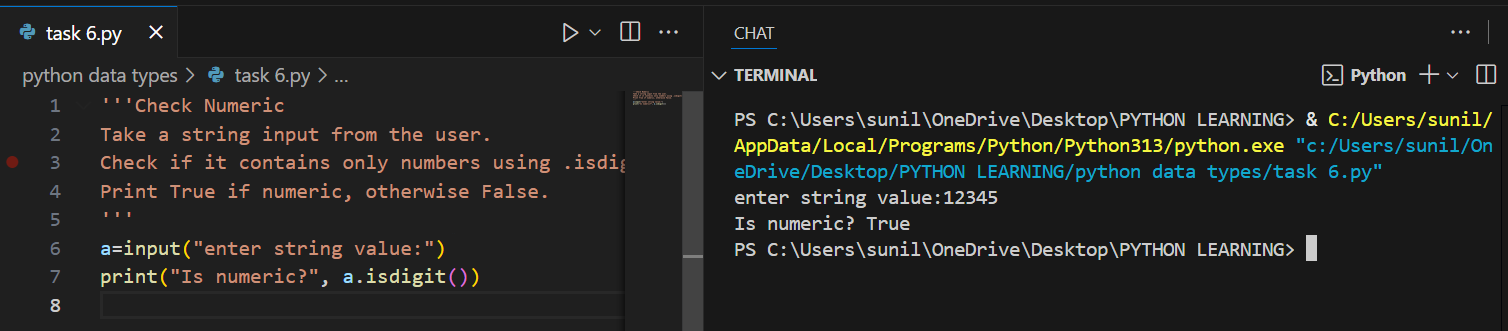 task 6.py
python data types > task 6.py > ...
1 '''Check Numeric
2 Take a string input from the user.
3 Check if it contains only numbers using .isdig
4 Print True if numeric, otherwise False.
5 '''
6 a=input("enter string value:")
7 print("Is numeric?", a.isdigit())
8
CHAT
TERMINAL
Python
PS C:\Users\sunil\OneDrive\Desktop\PYTHON LEARNING> & C:/Users/sunil/
AppData/Local/Programs/Python/Python313/python.exe "c:/Users/sunil/On
eDrive/Desktop/PYTHON LEARNING/python data types/task 6.py"
enter string value:12345
Is numeric? True
PS C:\Users\sunil\OneDrive\Desktop\PYTHON LEARNING>